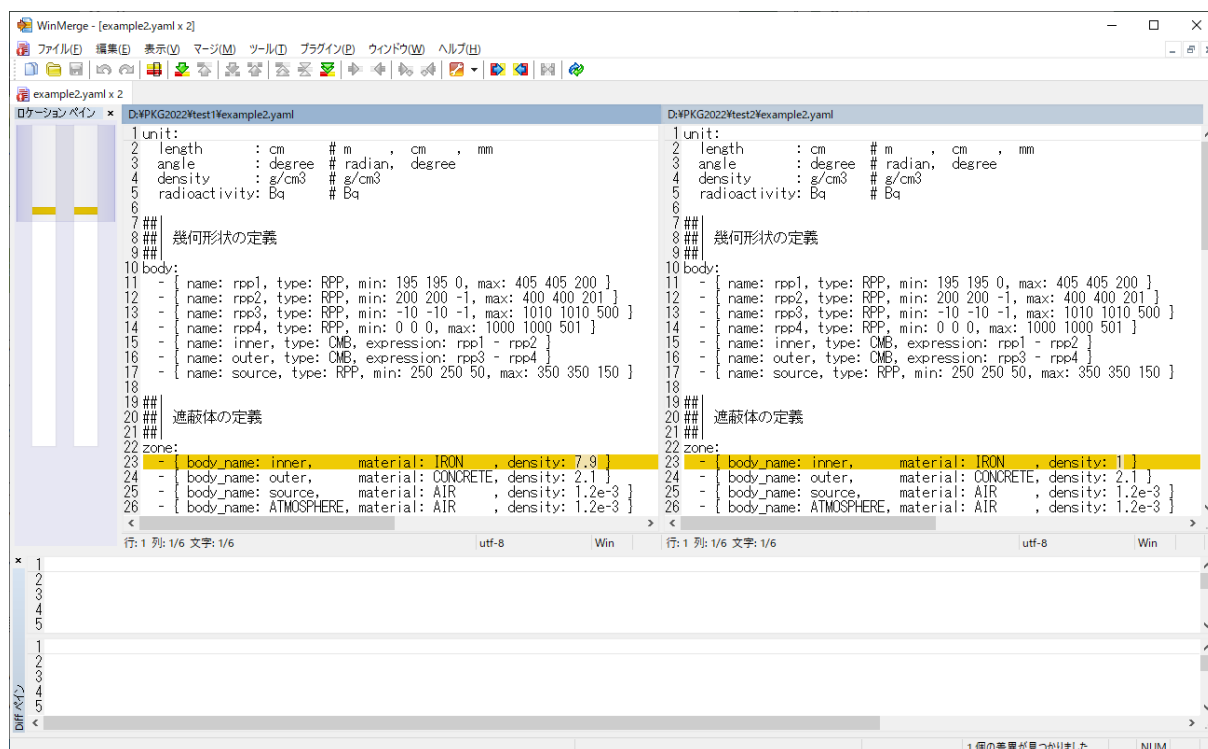 WinMerge - [example2.yaml x 2]
ファイル(F) 編集(E) 表示(V) マージ(M) ツール(T) プラグイン(P) ウィンドウ(W) ヘルプ(H)
example2.yaml x 2
ロケーション ペイン ×
D:¥PKG2022¥test1¥example2.yaml
1 unit:
2   length      : cm     # m    ,  cm   ,  mm
3   angle       : degree # radian,  degree
4   density     : g/cm3  # g/cm3
5   radioactivity: Bq     # Bq
6
7 ##
8 ##  幾何形状の定義
9 ##
10 body:
11   - { name: rpp1, type: RPP, min: 195 195 0, max: 405 405 200 }
12   - { name: rpp2, type: RPP, min: 200 200 -1, max: 400 400 201 }
13   - { name: rpp3, type: RPP, min: -10 -10 -1, max: 1010 1010 500 }
14   - { name: rpp4, type: RPP, min: 0 0 0, max: 1000 1000 501 }
15   - { name: inner, type: CMB, expression: rpp1 - rpp2 }
16   - { name: outer, type: CMB, expression: rpp3 - rpp4 }
17   - { name: source, type: RPP, min: 250 250 50, max: 350 350 150 }
18
19 ##
20 ##  遮蔽体の定義
21 ##
22 zone:
23   - { body_name: inner,      material: IRON    , density: 7.9 }
24   - { body_name: outer,      material: CONCRETE, density: 2.1 }
25   - { body_name: source,     material: AIR     , density: 1.2e-3 }
26   - { body_name: ATMOSPHERE, material: AIR     , density: 1.2e-3 }
行: 1 列: 1/6 文字: 1/6 utf-8 Win
D:¥PKG2022¥test2¥example2.yaml
1 unit:
2   length      : cm     # m    ,  cm   ,  mm
3   angle       : degree # radian,  degree
4   density     : g/cm3  # g/cm3
5   radioactivity: Bq     # Bq
6
7 ##
8 ##  幾何形状の定義
9 ##
10 body:
11   - { name: rpp1, type: RPP, min: 195 195 0, max: 405 405 200 }
12   - { name: rpp2, type: RPP, min: 200 200 -1, max: 400 400 201 }
13   - { name: rpp3, type: RPP, min: -10 -10 -1, max: 1010 1010 500 }
14   - { name: rpp4, type: RPP, min: 0 0 0, max: 1000 1000 501 }
15   - { name: inner, type: CMB, expression: rpp1 - rpp2 }
16   - { name: outer, type: CMB, expression: rpp3 - rpp4 }
17   - { name: source, type: RPP, min: 250 250 50, max: 350 350 150 }
18
19 ##
20 ##  遮蔽体の定義
21 ##
22 zone:
23   - { body_name: inner,      material: IRON    , density: 1 }
24   - { body_name: outer,      material: CONCRETE, density: 2.1 }
25   - { body_name: source,     material: AIR     , density: 1.2e-3 }
26   - { body_name: ATMOSPHERE, material: AIR     , density: 1.2e-3 }
行: 1 列: 1/6 文字: 1/6 utf-8 Win
Diff ペイン ×
1
2
3
4
5
1
2
3
4
5
1 個の差異が見つかりました NUM